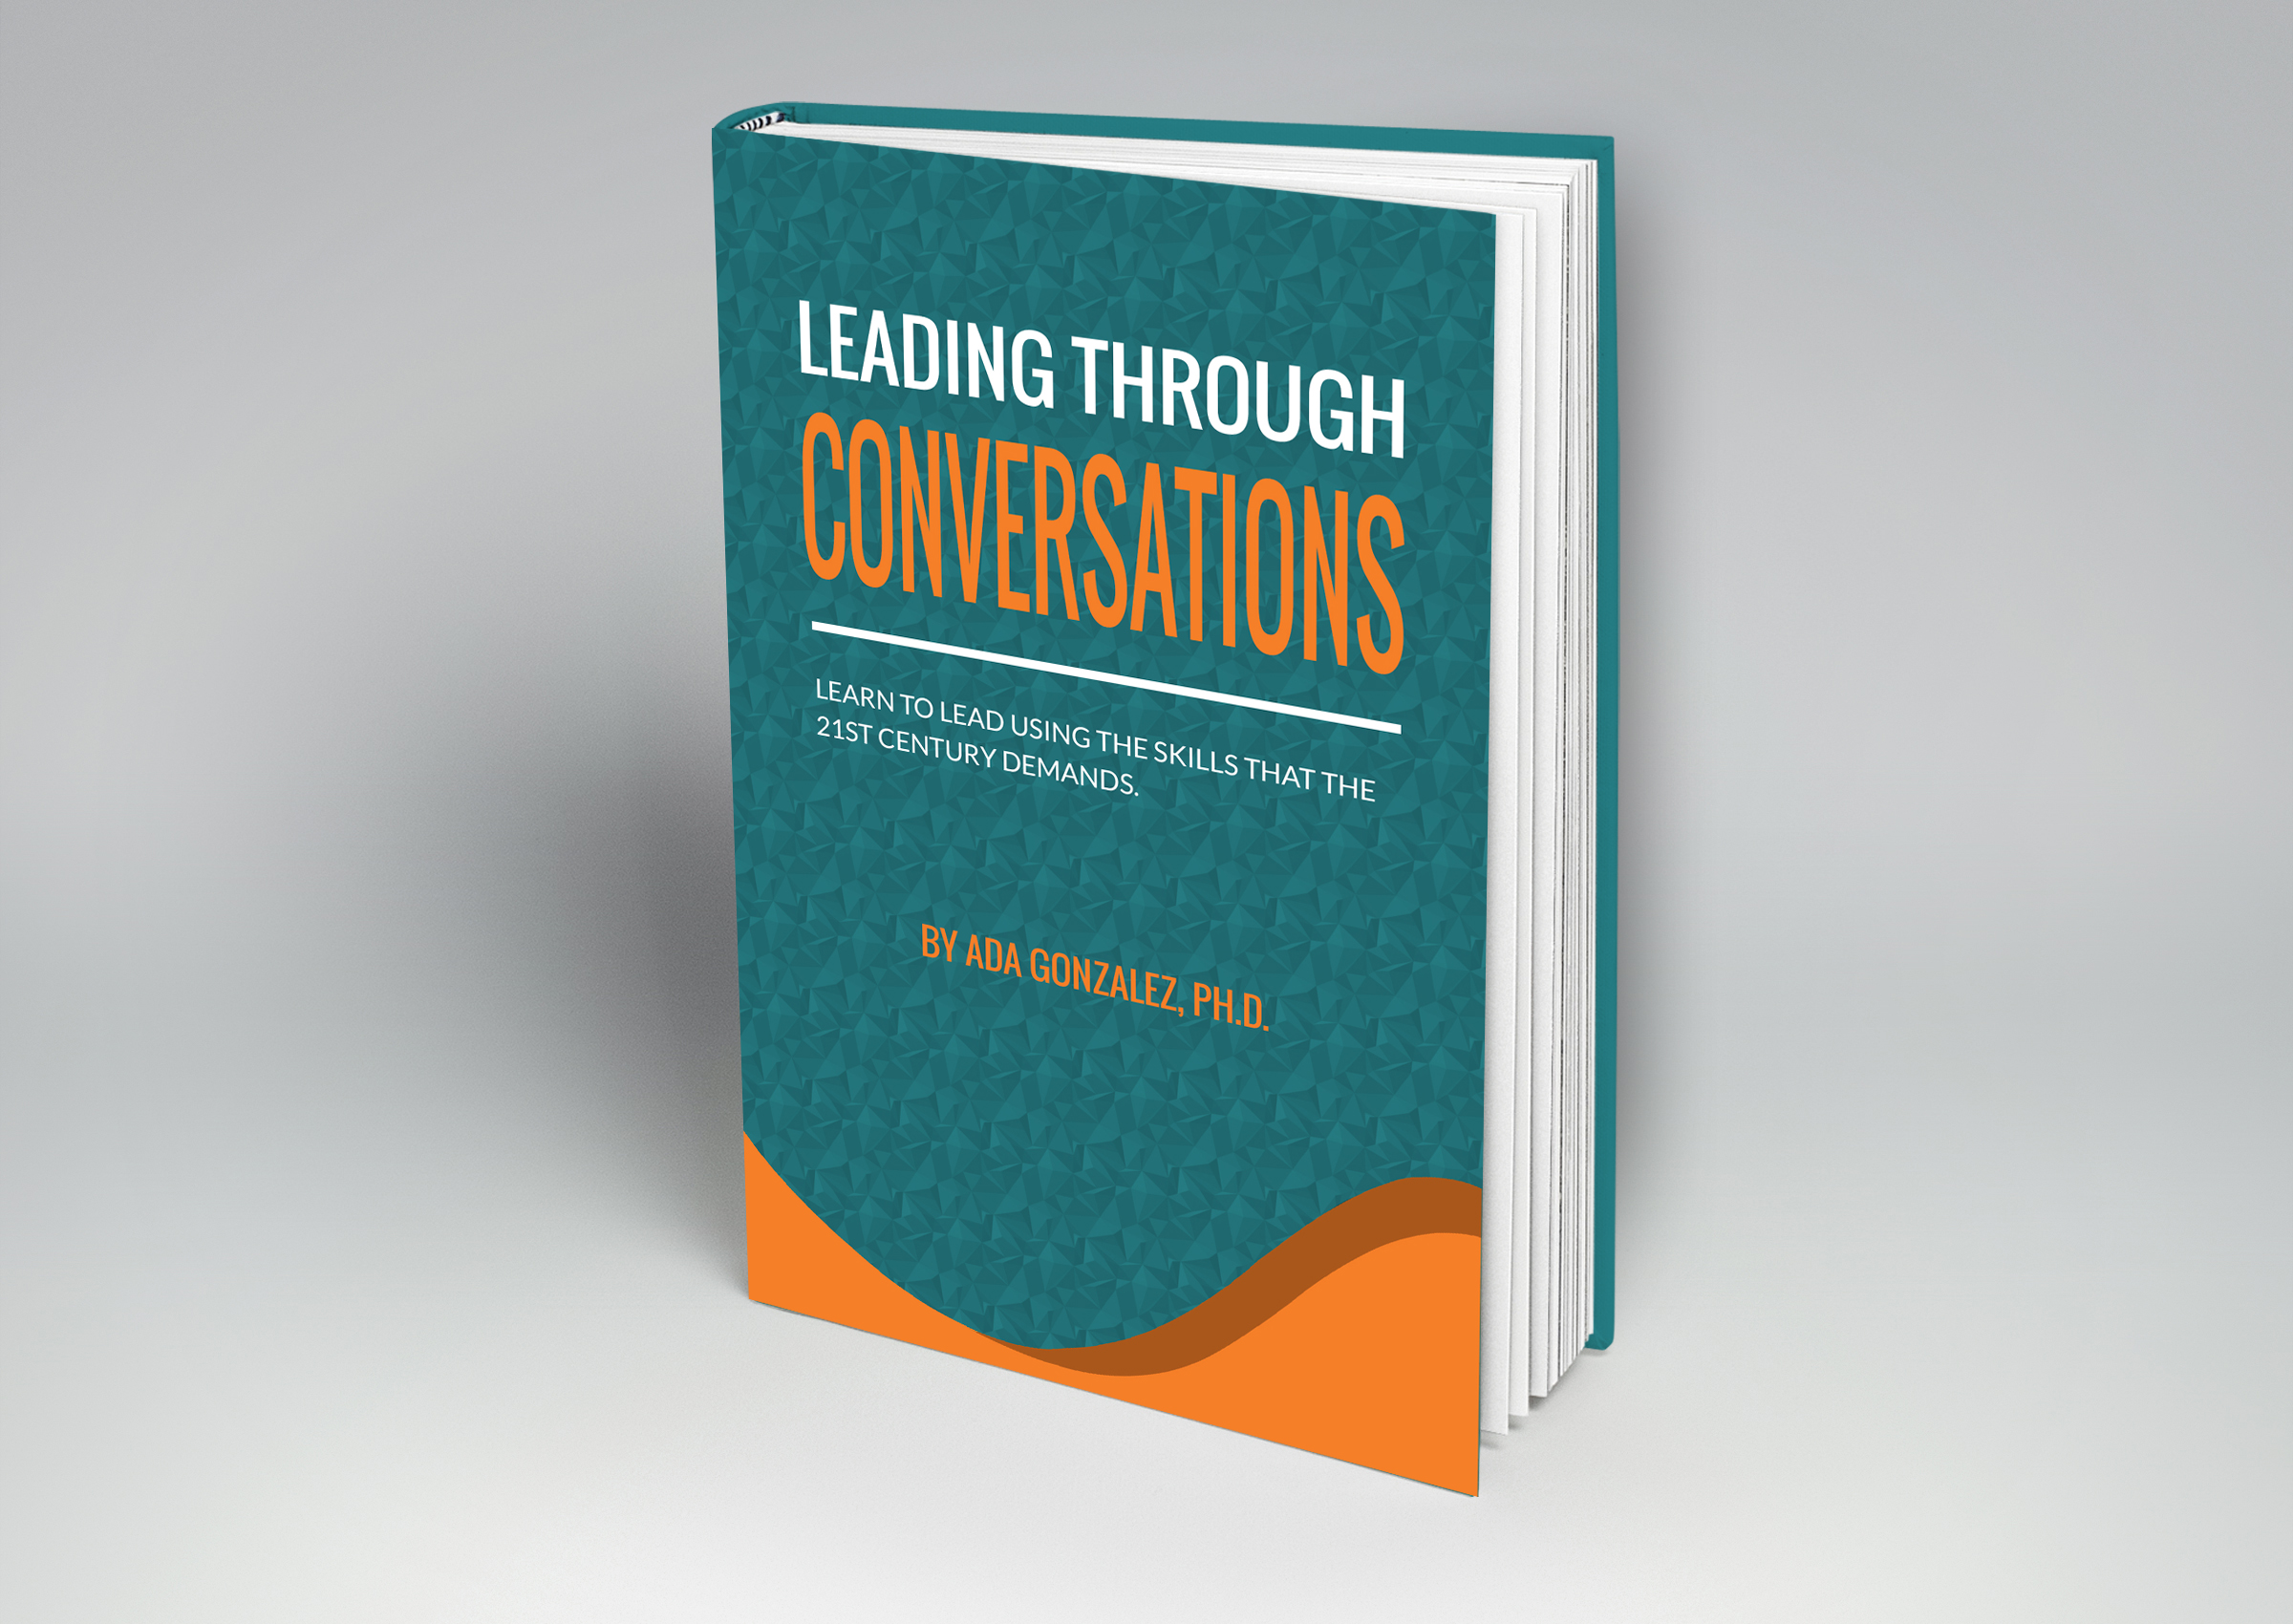 LEADING THROUGH
CONVERSATIONS
LEARN TO LEAD USING THE SKILLS THAT THE
21ST CENTURY DEMANDS.
BY ADA GONZALEZ, PH.D.